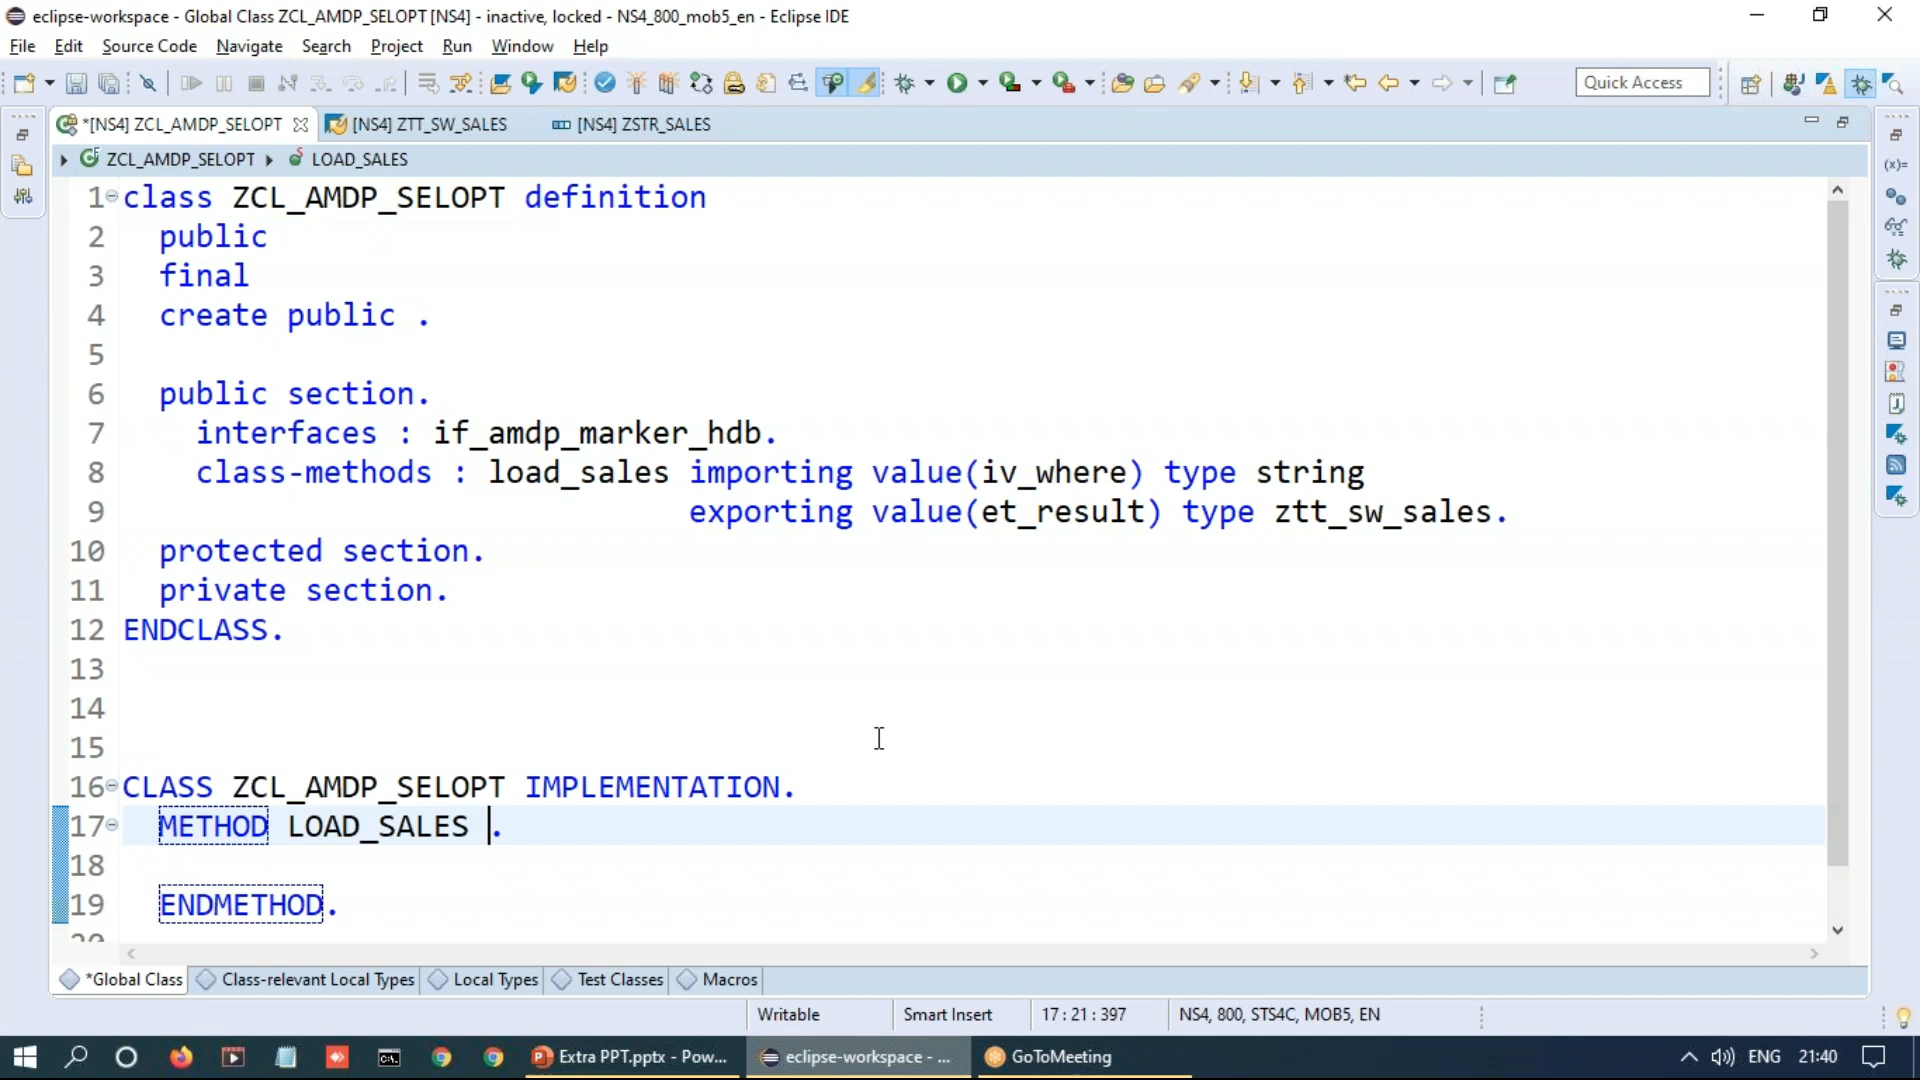 eclipse-workspace - Global Class ZCL_AMDP_SELOPT [NS4] - inactive, locked - NS4_800_mob5_en - Eclipse IDE
File Edit Source Code Navigate Search Project Run Window Help
Quick Access
*[NS4] ZCL_AMDP_SELOPT [NS4] ZTT_SW_SALES [NS4] ZSTR_SALES
ZCL_AMDP_SELOPT LOAD_SALES
1 class ZCL_AMDP_SELOPT definition
2 public
3 final
4 create public .
5
6 public section.
7 interfaces : if_amdp_marker_hdb.
8 class-methods : load_sales importing value(iv_where) type string
9 exporting value(et_result) type ztt_sw_sales.
10 protected section.
11 private section.
12 ENDCLASS.
13
14
15
16 CLASS ZCL_AMDP_SELOPT IMPLEMENTATION.
17 METHOD LOAD_SALES .
18
19 ENDMETHOD.
20
*Global Class Class-relevant Local Types Local Types Test Classes Macros
Writable Smart Insert 17 : 21 : 397 NS4, 800, STS4C, MOB5, EN
Extra PPT.pptx - Pow... eclipse-workspace - ... GoToMeeting ENG 21:40